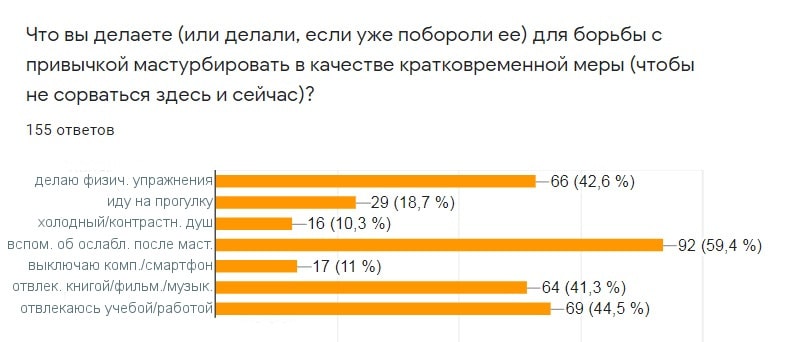 Что вы делаете (или делали, если уже побороли ее) для борьбы с
привычкой мастурбировать в качестве кратковременной меры (чтобы
не сорваться здесь и сейчас)?
155 ответов
делаю физич. упражнения 66 (42,6 %)
иду на прогулку 29 (18,7 %)
холодный/контрастн. душ 16 (10,3 %)
вспом. об ослабл. после маст. 92 (59,4 %)
выключаю комп./смартфон 17 (11 %)
отвлек. книгой/фильм./музык. 64 (41,3 %)
отвлекаюсь учебой/работой 69 (44,5 %)